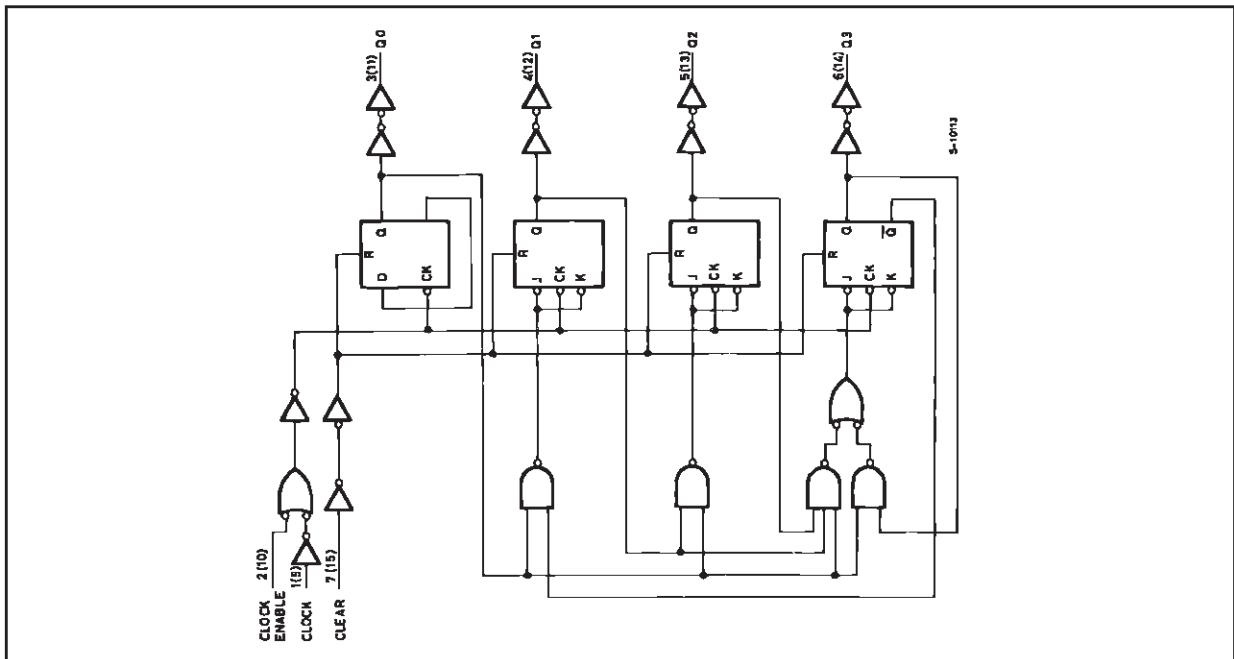 3(11) Q0
4(12) Q1
5(13) Q2
6(14) Q3
S-10113
Q
R
D
CK
Q
R
J
CK
K
Q
R
J
CK
K
Q
Q̅
R
J
CK
K
CLOCK
ENABLE
2(10)
CLOCK
1(9)
CLEAR
7(15)